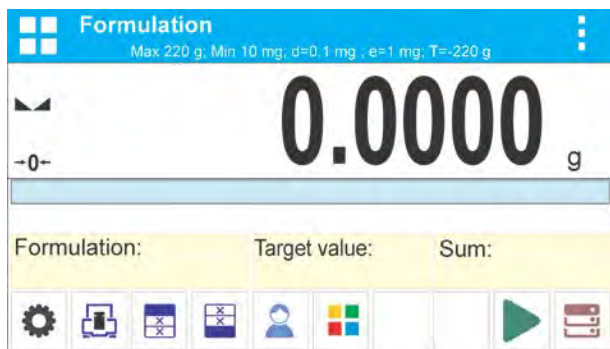 Formulation
Max 220 g; Min 10 mg; d=0.1 mg ; e=1 mg; T=-220 g
0.0000 g
→0←
Formulation: Target value: Sum: